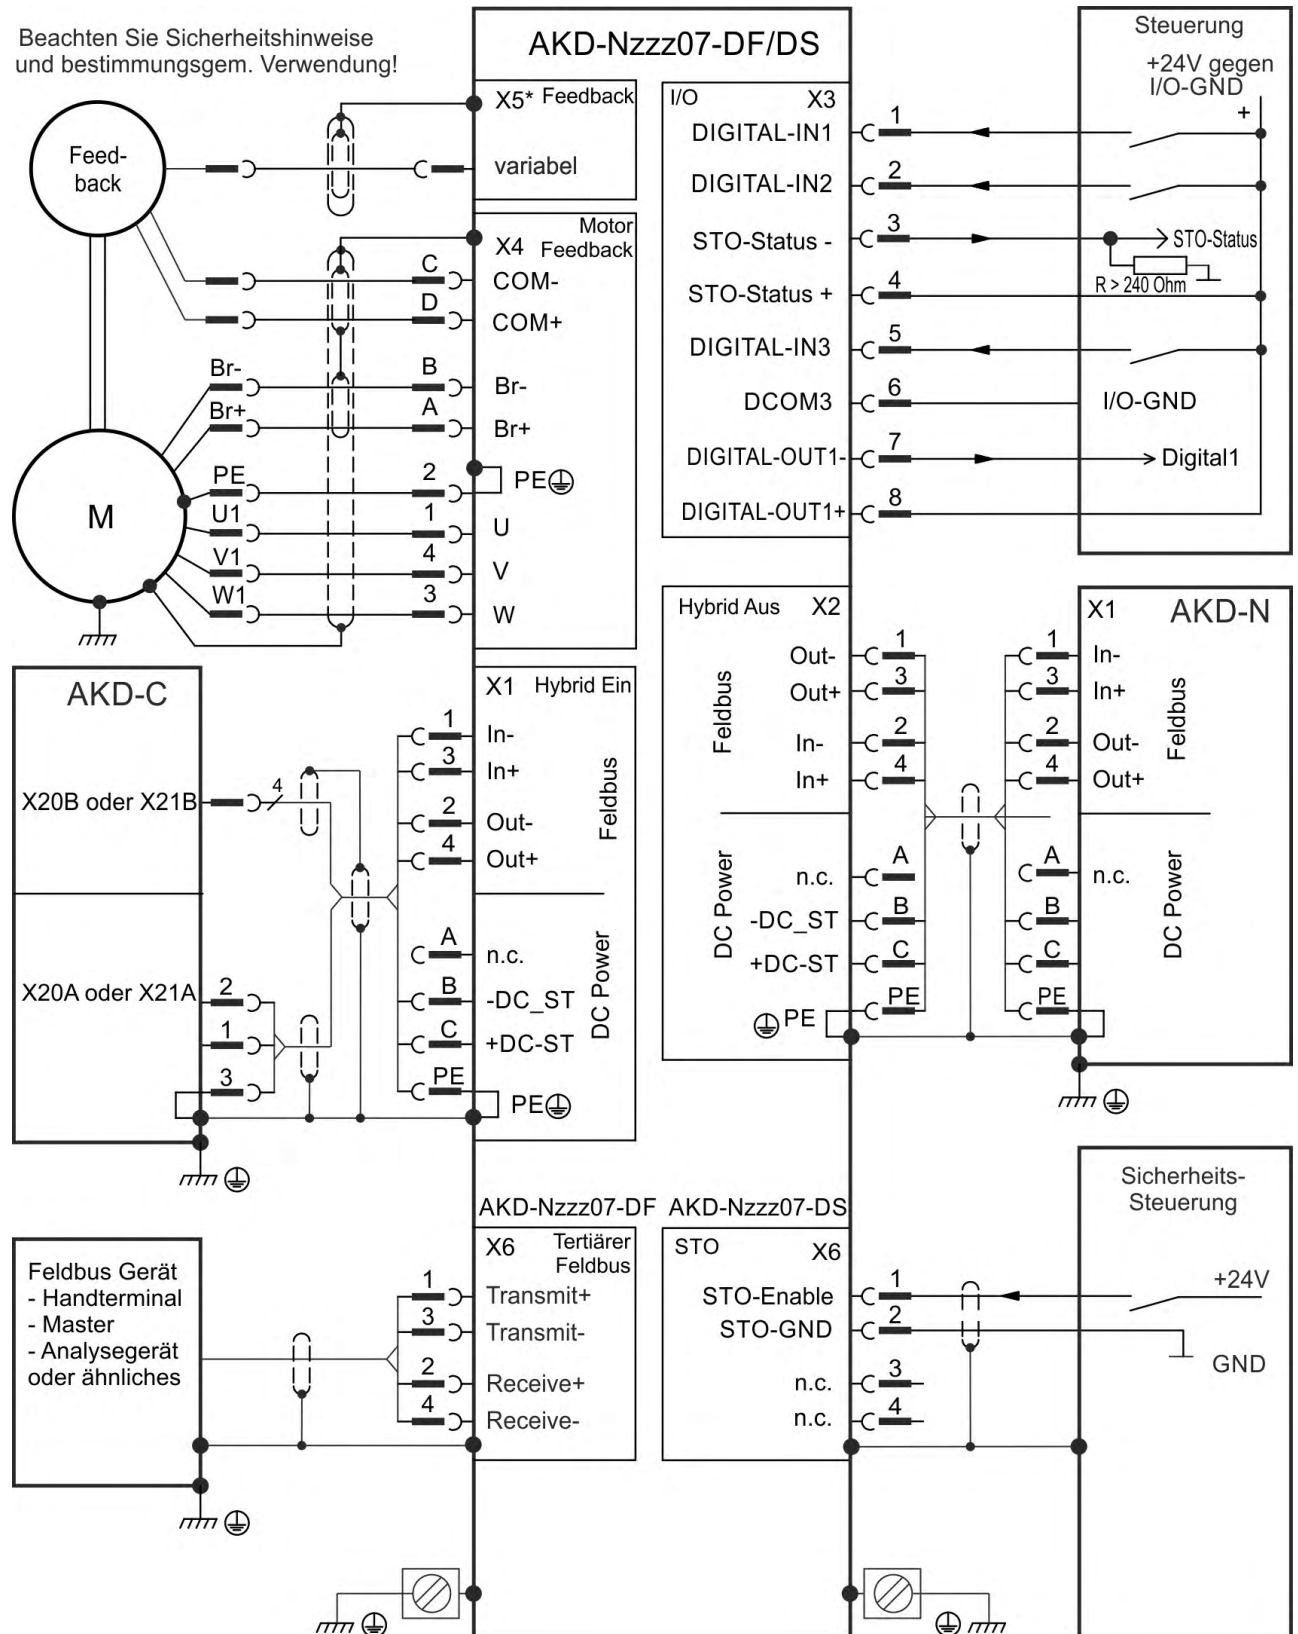 Beachten Sie Sicherheitshinweise
und bestimmungsgem. Verwendung!
AKD-Nzzz07-DF/DS
Feed-
back
X5* Feedback
variabel
X4
Motor
Feedback
C
COM-
D
COM+
Br-
B
Br-
Br+
A
Br+
PE
2
PE
M
U1
1
U
V1
4
V
W1
3
W
I/O
X3
DIGITAL-IN1
1
DIGITAL-IN2
2
STO-Status -
3
STO-Status +
4
DIGITAL-IN3
5
DCOM3
6
DIGITAL-OUT1-
7
DIGITAL-OUT1+
8
Steuerung
+24V gegen
I/O-GND
+
STO-Status
R > 240 Ohm
I/O-GND
Digital1
AKD-C
X20B oder X21B
4
X20A oder X21A
2
1
3
X1 Hybrid Ein
1
In-
3
In+
2
Out-
4
Out+
Feldbus
A
n.c.
B
-DC_ST
C
+DC-ST
PE
PE
DC Power
Hybrid Aus X2
Feldbus
Out-
1
Out+
3
In-
2
In+
4
DC Power
n.c.
A
-DC_ST
B
+DC-ST
C
PE
PE
X1
AKD-N
1
In-
3
In+
2
Out-
4
Out+
Feldbus
A
n.c.
B
C
PE
DC Power
AKD-Nzzz07-DF
Feldbus Gerät
- Handterminal
- Master
- Analysegerät
oder ähnliches
X6
Tertiärer
Feldbus
1
Transmit+
3
Transmit-
2
Receive+
4
Receive-
AKD-Nzzz07-DS
STO
X6
STO-Enable
1
STO-GND
2
n.c.
3
n.c.
4
Sicherheits-
Steuerung
+24V
GND